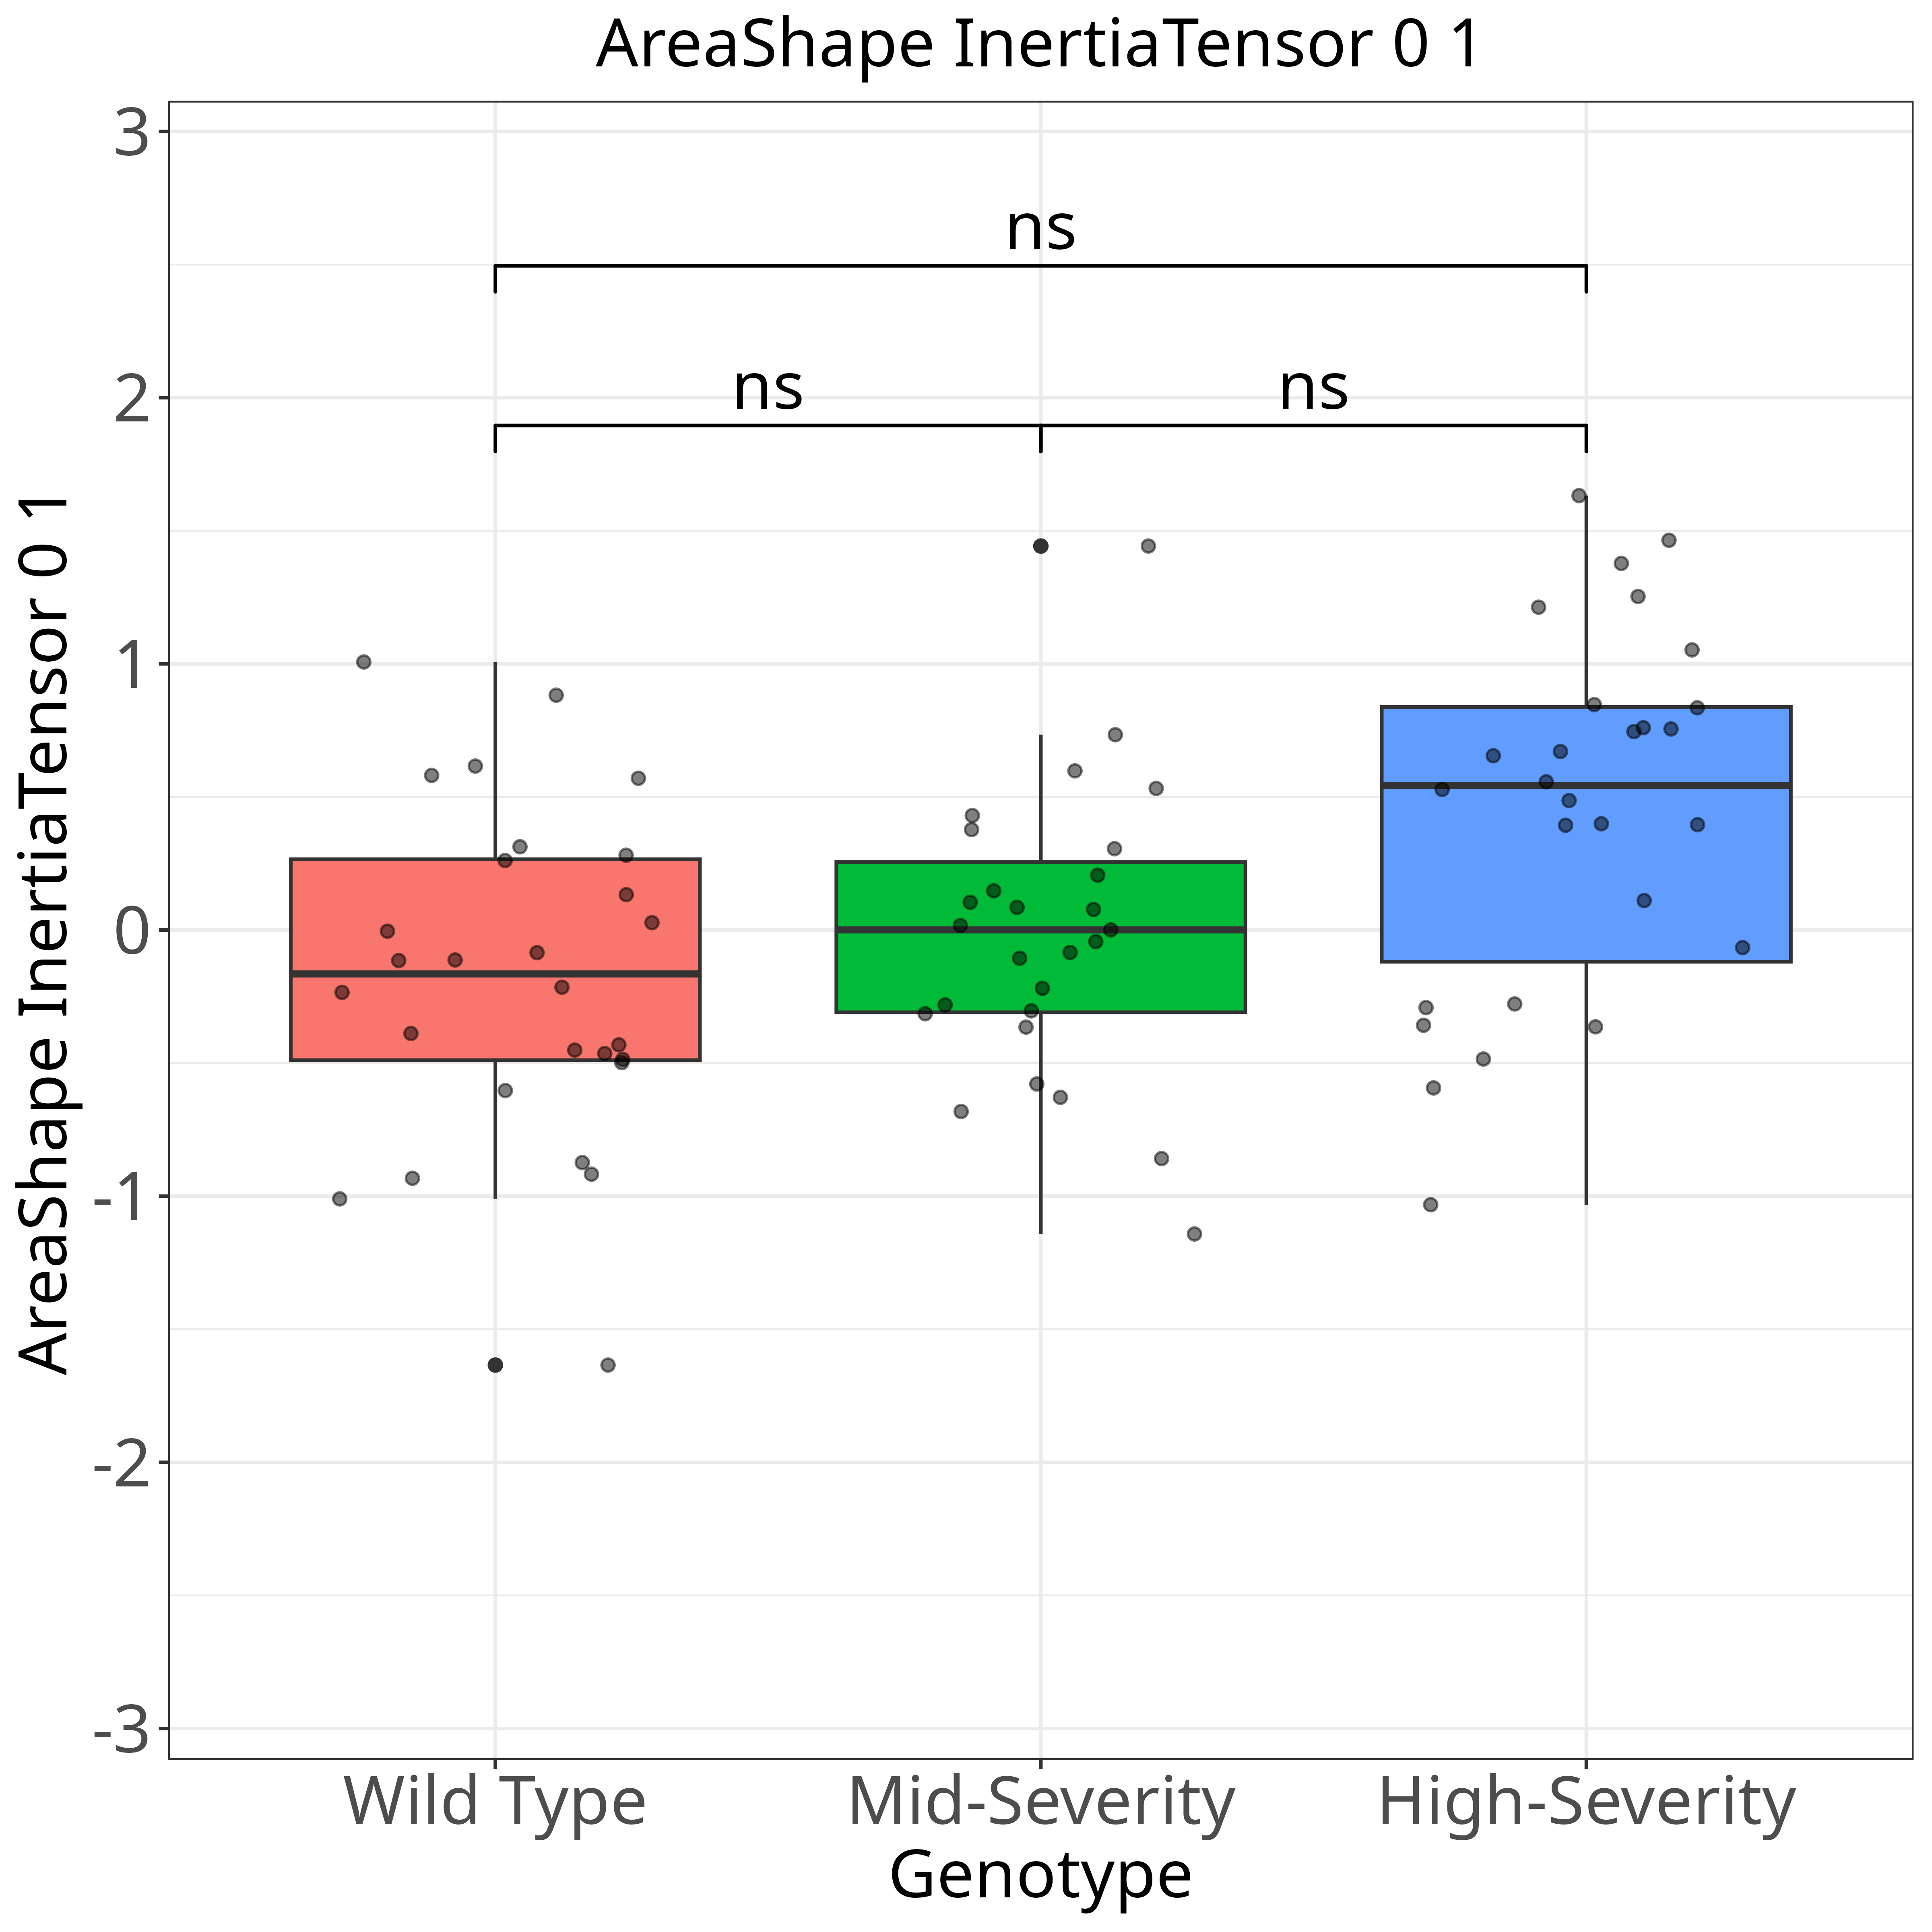 AreaShape InertiaTensor 0 1
AreaShape InertiaTensor 0 1
3
2
1
0
-1
-2
-3
ns
ns ns
Wild Type Mid-Severity High-Severity
Genotype